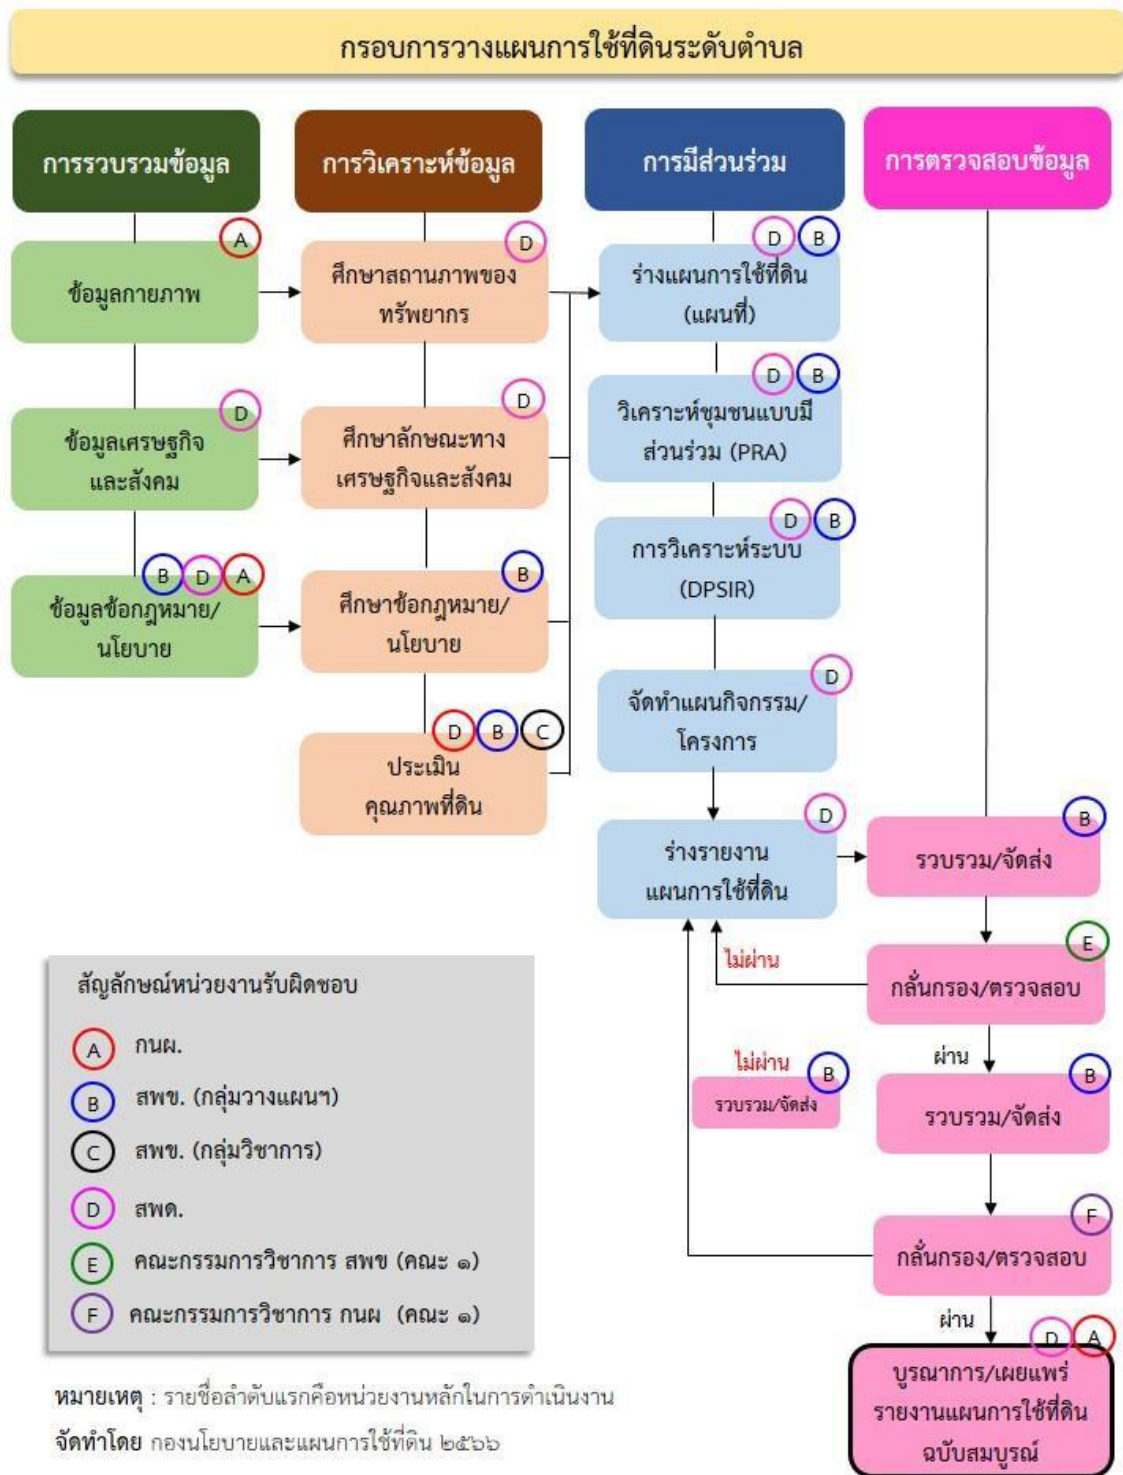 กรอบการวางแผนการใช้ที่ดินระดับตำบล
การรวบรวมข้อมูล
A
ข้อมูลกายภาพ
D
ข้อมูลเศรษฐกิจ
และสังคม
B D A
ข้อมูลข้อกฎหมาย/
นโยบาย
การวิเคราะห์ข้อมูล
D
ศึกษาสถานภาพของ
ทรัพยากร
D
ศึกษาลักษณะทาง
เศรษฐกิจและสังคม
B
ศึกษาข้อกฎหมาย/
นโยบาย
D B C
ประเมิน
คุณภาพที่ดิน
การมีส่วนร่วม
D B
ร่างแผนการใช้ที่ดิน
(แผนที่)
D B
วิเคราะห์ชุมชนแบบมี
ส่วนร่วม (PRA)
D B
การวิเคราะห์ระบบ
(DPSIR)
D
จัดทำแผนกิจกรรม/
โครงการ
D
ร่างรายงาน
แผนการใช้ที่ดิน
การตรวจสอบข้อมูล
B
รวบรวม/จัดส่ง
E
กลั่นกรอง/ตรวจสอบ
ไม่ผ่าน
ผ่าน
B
รวบรวม/จัดส่ง
ไม่ผ่าน
B
รวบรวม/จัดส่ง
F
กลั่นกรอง/ตรวจสอบ
ผ่าน
D A
บูรณาการ/เผยแพร่
รายงานแผนการใช้ที่ดิน
ฉบับสมบูรณ์
สัญลักษณ์หน่วยงานรับผิดชอบ
A กนผ.
B สพข. (กลุ่มวางแผนฯ)
C สพข. (กลุ่มวิชาการ)
D สพด.
E คณะกรรมการวิชาการ สพข (คณะ ๑)
F คณะกรรมการวิชาการ กนผ (คณะ ๑)
หมายเหตุ : รายชื่อลำดับแรกคือหน่วยงานหลักในการดำเนินงาน
จัดทำโดย กองนโยบายและแผนการใช้ที่ดิน ๒๕๖๖